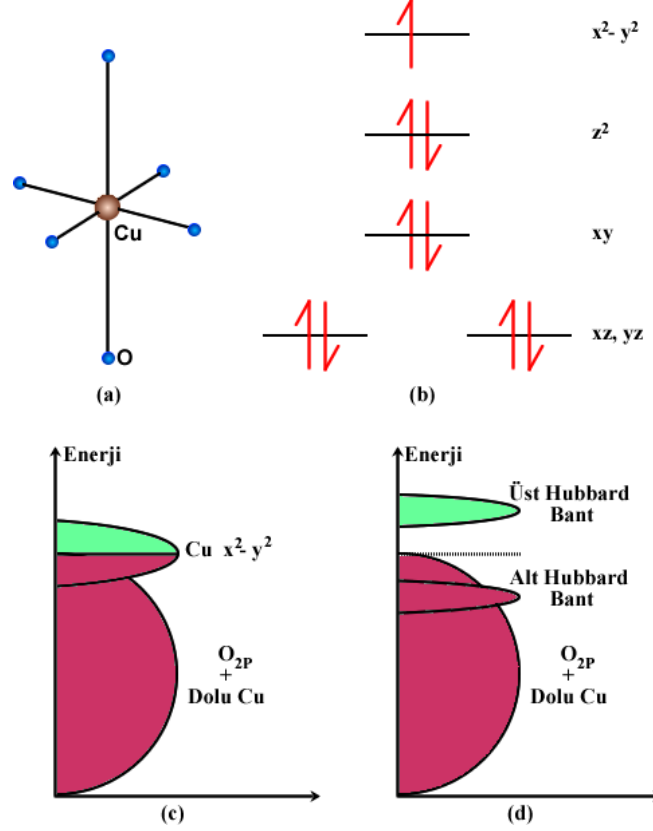 Cu
O
(a)
x²- y²
z²
xy
xz, yz
(b)
Enerji
Cu x²- y²
O₂P
+
Dolu Cu
(c)
Enerji
Üst Hubbard
Bant
Alt Hubbard
Bant
O₂P
+
Dolu Cu
(d)